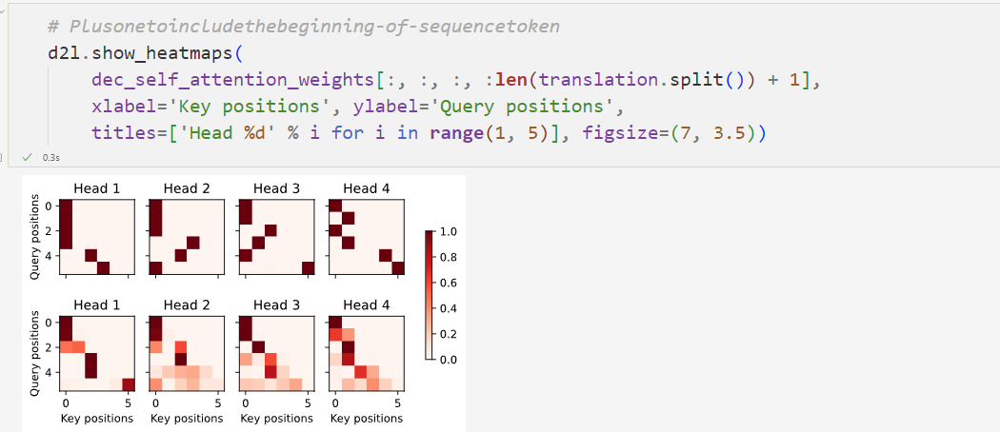 # Plusonetoincludethebeginning-of-sequencetoken
d2l.show_heatmaps(
dec_self_attention_weights[:, :, :, :len(translation.split()) + 1],
xlabel='Key positions', ylabel='Query positions',
titles=['Head %d' % i for i in range(1, 5)], figsize=(7, 3.5))
0.3s
Head 1 Head 2 Head 3 Head 4
Query positions
0
2
4
1.0
0.8
0.6
0.4
0.2
0.0
Head 1 Head 2 Head 3 Head 4
Query positions
0
2
4
0 5 0 5 0 5 0 5
Key positions Key positions Key positions Key positions